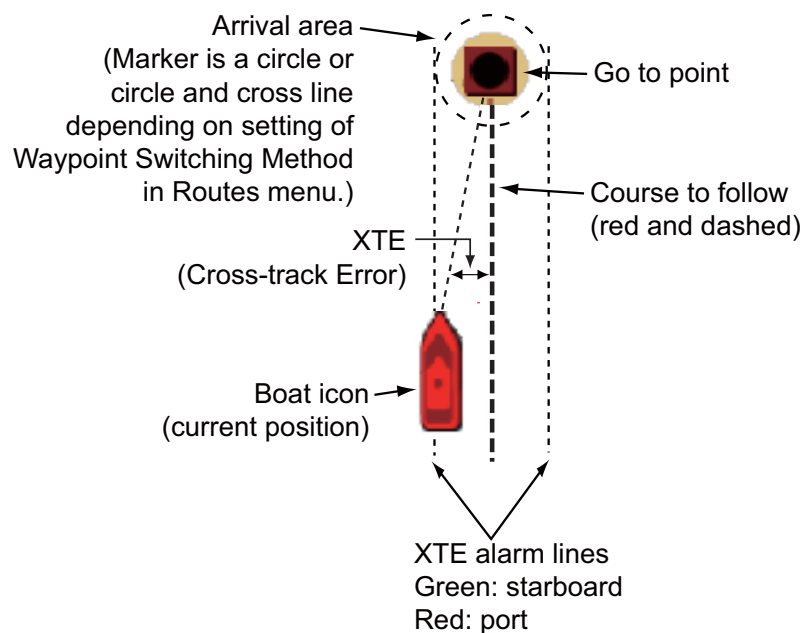 Arrival area
(Marker is a circle or
circle and cross line
depending on setting of
Waypoint Switching Method
in Routes menu.)
Go to point
Course to follow
(red and dashed)
XTE
(Cross-track Error)
Boat icon
(current position)
XTE alarm lines
Green: starboard
Red: port